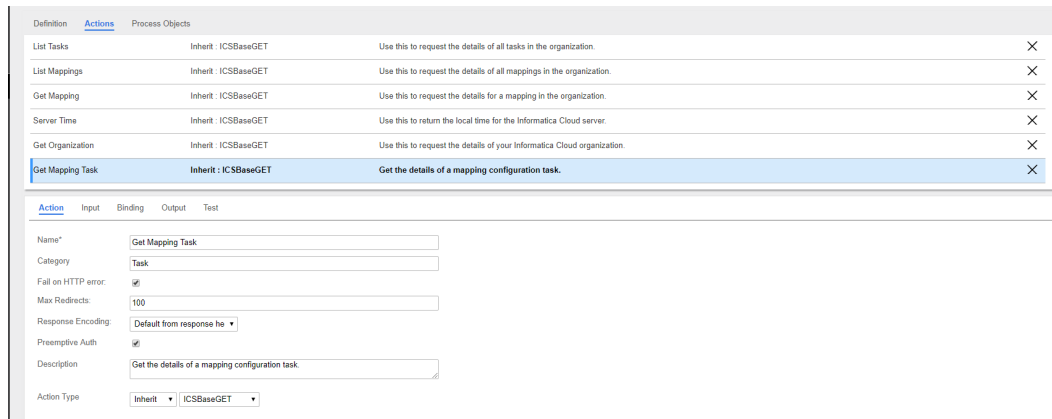 Definition Actions Process Objects
List Tasks Inherit : ICSBaseGET Use this to request the details of all tasks in the organization.
List Mappings Inherit : ICSBaseGET Use this to request the details of all mappings in the organization.
Get Mapping Inherit : ICSBaseGET Use this to request the details for a mapping in the organization.
Server Time Inherit : ICSBaseGET Use this to return the local time for the Informatica Cloud server.
Get Organization Inherit : ICSBaseGET Use this to request the details of your Informatica Cloud organization.
Get Mapping Task Inherit : ICSBaseGET Get the details of a mapping configuration task.
Action Input Binding Output Test
Name* Get Mapping Task
Category Task
Fail on HTTP error:
Max Redirects: 100
Response Encoding: Default from response he
Preemptive Auth
Description Get the details of a mapping configuration task.
Action Type Inherit ICSBaseGET